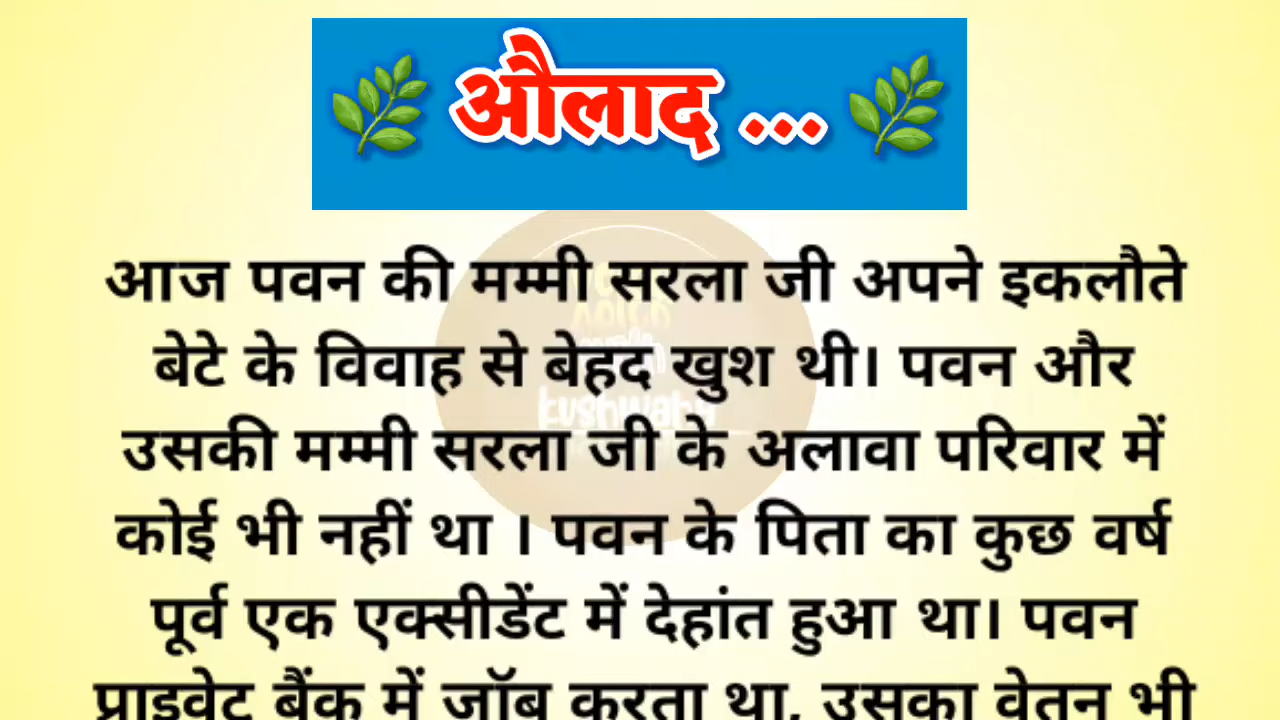 औलाद ...
आज पवन की मम्मी सरला जी अपने इकलौते
बेटे के विवाह से बेहद खुश थी। पवन और
उसकी मम्मी सरला जी के अलावा परिवार में
कोई भी नहीं था । पवन के पिता का कुछ वर्ष
पूर्व एक एक्सीडेंट में देहांत हुआ था। पवन
प्राइवेट बैंक में जॉब करता था, उसका वेतन भी
kushwaha